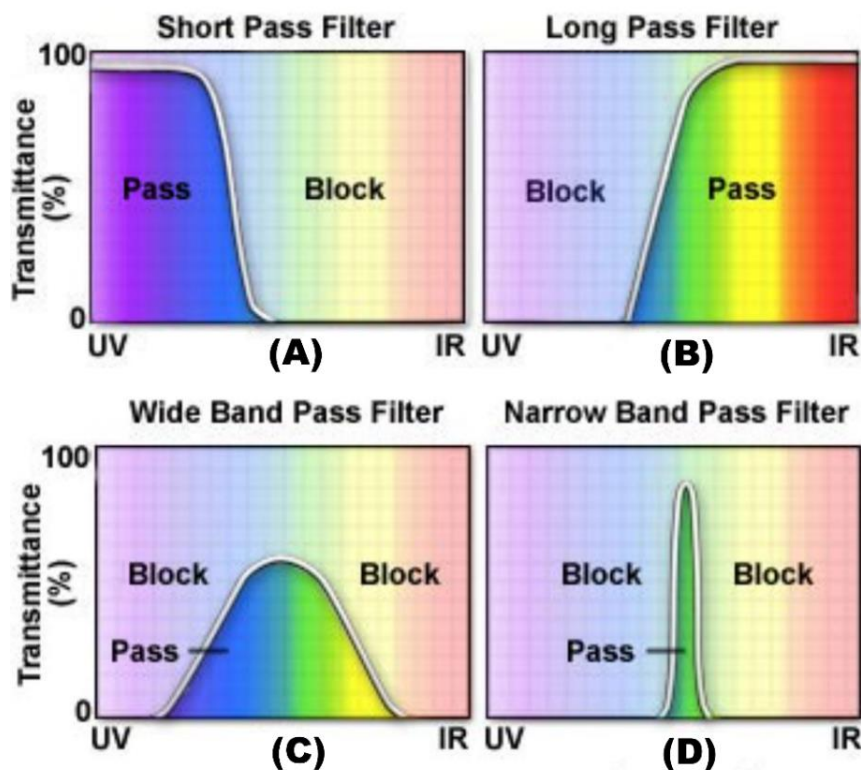 Short Pass Filter
100
Transmittance
(%)
Pass
Block
0
UV
(A)
IR
Long Pass Filter
Block
Pass
UV
(B)
IR
Wide Band Pass Filter
100
Transmittance
(%)
Block
Block
Pass
0
UV
(C)
IR
Narrow Band Pass Filter
Block
Block
Pass
UV
(D)
IR